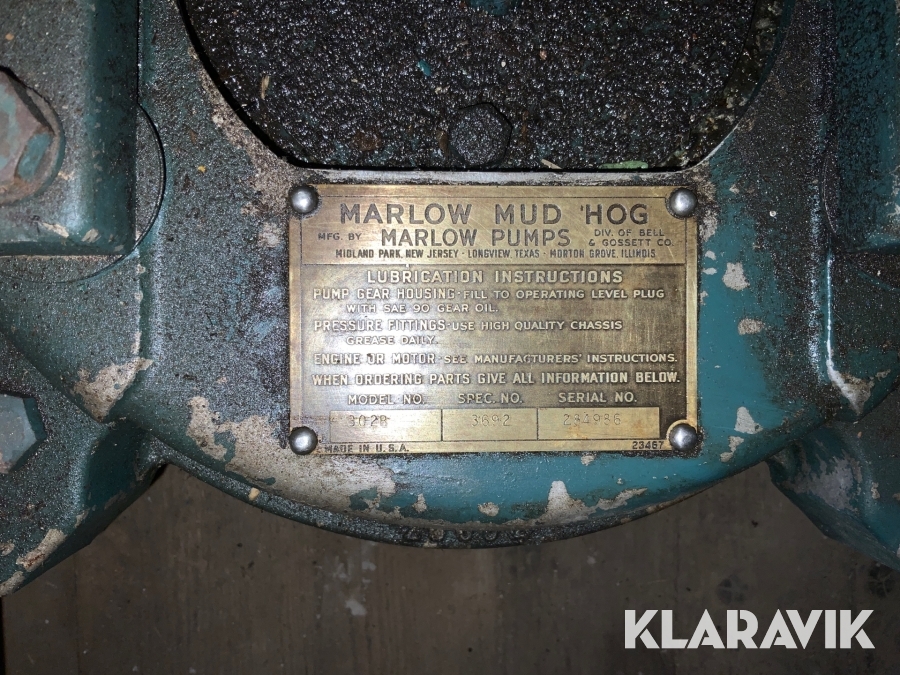 MARLOW MUD HOG
MFG. BY MARLOW PUMPS DIV. OF BELL & GOSSETT CO.
MIDLAND PARK, NEW JERSEY - LONGVIEW, TEXAS - MORTON GROVE, ILLINOIS
LUBRICATION INSTRUCTIONS
PUMP GEAR HOUSING-FILL TO OPERATING LEVEL PLUG
WITH SAE 90 GEAR OIL.
PRESSURE FITTINGS-USE HIGH QUALITY CHASSIS
GREASE DAILY.
ENGINE OR MOTOR-SEE MANUFACTURERS' INSTRUCTIONS.
WHEN ORDERING PARTS GIVE ALL INFORMATION BELOW.
MODEL NO. SPEC. NO. SERIAL NO.
302B 3692 284986
MADE IN U.S.A. 23457
KLARAVIK